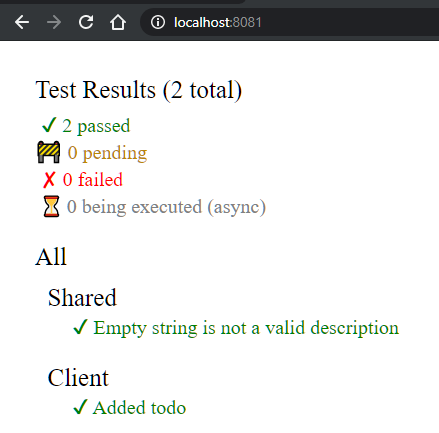 localhost:8081
Test Results (2 total)
✓ 2 passed
🚧 0 pending
✗ 0 failed
⏳ 0 being executed (async)
All
Shared
✓ Empty string is not a valid description
Client
✓ Added todo